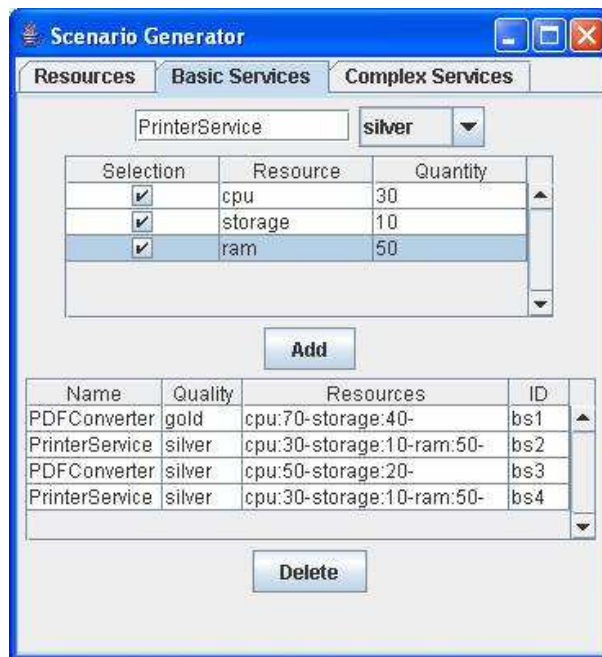 Scenario Generator
Resources Basic Services Complex Services
PrinterService silver
Selection Resource Quantity
cpu 30
storage 10
ram 50
Add
Name Quality Resources ID
PDFConverter gold cpu:70-storage:40- bs1
PrinterService silver cpu:30-storage:10-ram:50- bs2
PDFConverter silver cpu:50-storage:20- bs3
PrinterService silver cpu:30-storage:10-ram:50- bs4
Delete